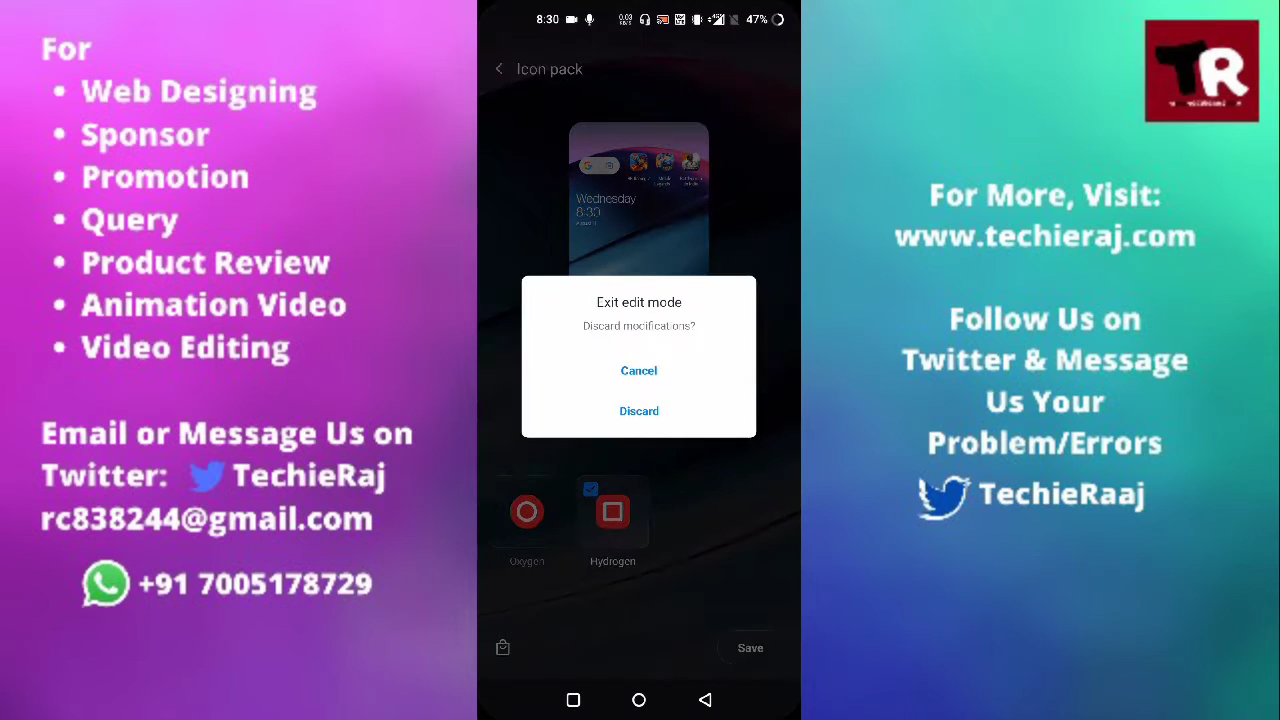 For
• Web Designing
• Sponsor
• Promotion
• Query
• Product Review
• Animation Video
• Video Editing
Email or Message Us on
Twitter: TechieRaj
rc838244@gmail.com
+91 7005178729
8:30
0.03
KB/S
47%
Icon pack
Wednesday
8:30
Exit edit mode
Discard modifications?
Cancel
Discard
Oxygen
Hydrogen
Save
TR
For More, Visit:
www.techieraj.com
Follow Us on
Twitter & Message
Us Your
Problem/Errors
TechieRaaj